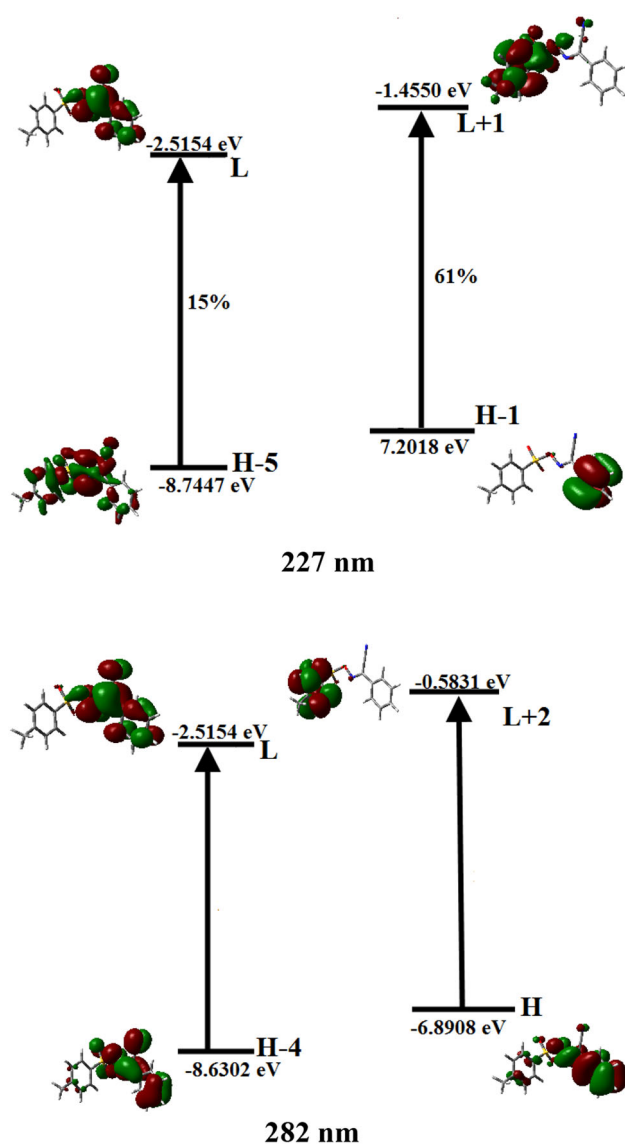 -1.4550 eV
L+1
-2.5154 eV
L
61%
15%
H-1
7.2018 eV
H-5
-8.7447 eV
227 nm
-0.5831 eV
L+2
-2.5154 eV
L
H
-6.8908 eV
H-4
-8.6302 eV
282 nm